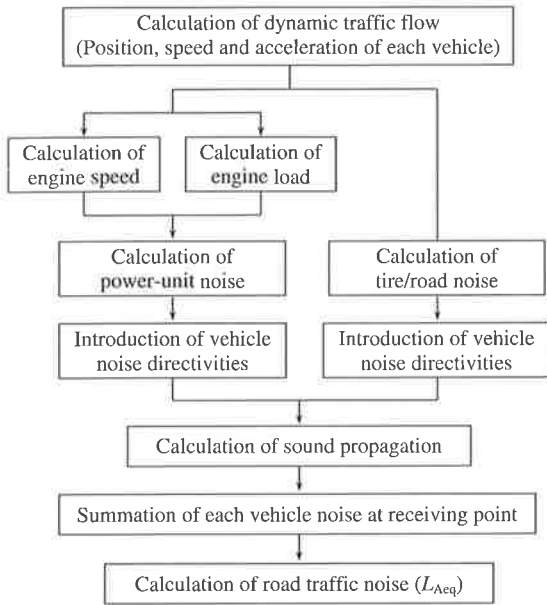 Calculation of dynamic traffic flow
(Position, speed and acceleration of each vehicle)
Calculation of
engine speed
Calculation of
engine load
Calculation of
power-unit noise
Calculation of
tire/road noise
Introduction of vehicle
noise directivities
Introduction of vehicle
noise directivities
Calculation of sound propagation
Summation of each vehicle noise at receiving point
Calculation of road traffic noise (LAeq)